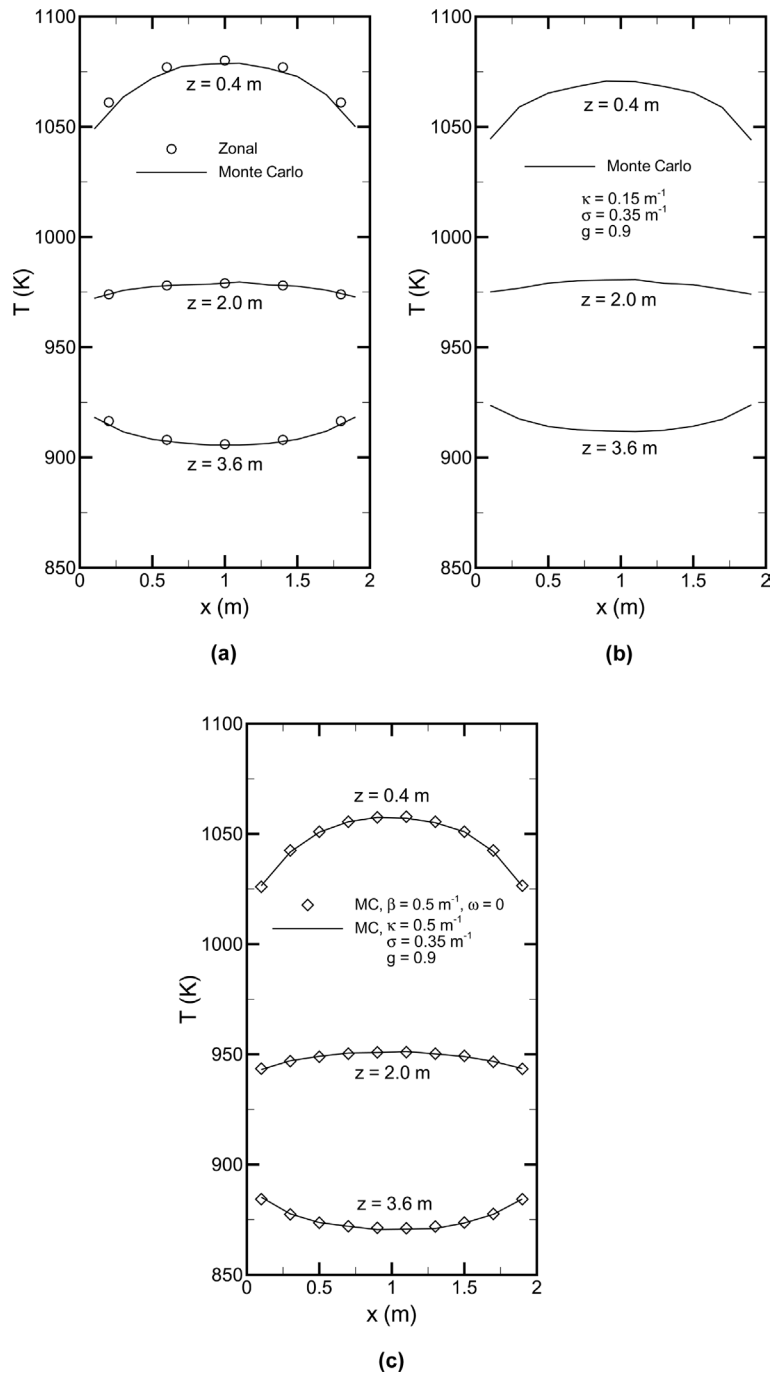 1100
1050
1000
950
900
850
T (K)
0
0.5
1
1.5
2
x (m)
z = 0.4 m
Zonal
Monte Carlo
z = 2.0 m
z = 3.6 m
(a)
1100
1050
1000
950
900
850
T (K)
0
0.5
1
1.5
2
x (m)
z = 0.4 m
Monte Carlo
κ = 0.15 m⁻¹
σ = 0.35 m⁻¹
g = 0.9
z = 2.0 m
z = 3.6 m
(b)
1100
1050
1000
950
900
850
T (K)
0
0.5
1
1.5
2
x (m)
z = 0.4 m
MC, β = 0.5 m⁻¹, ω = 0
MC, κ = 0.5 m⁻¹
σ = 0.35 m⁻¹
g = 0.9
z = 2.0 m
z = 3.6 m
(c)